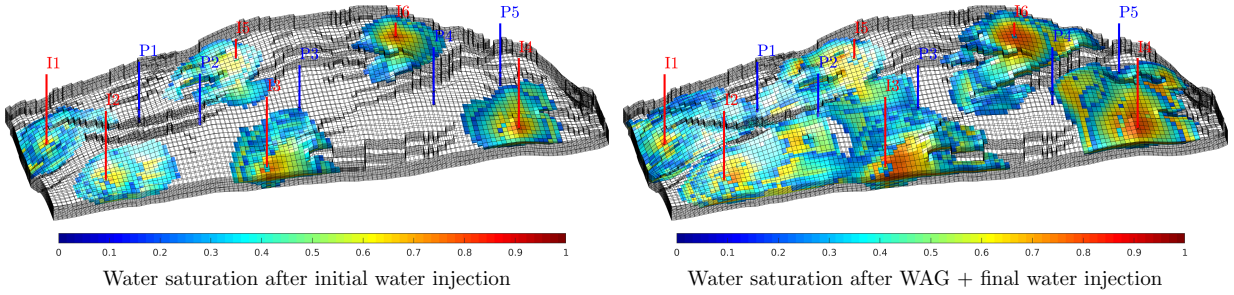 I6
P5
I5
P1
P4
I4
P3
I1
P2
I3
I2
0 0.1 0.2 0.3 0.4 0.5 0.6 0.7 0.8 0.9 1
Water saturation after initial water injection
I6
P5
I5
P1
P4
I4
P3
I1
P2
I3
I2
0 0.1 0.2 0.3 0.4 0.5 0.6 0.7 0.8 0.9 1
Water saturation after WAG + final water injection